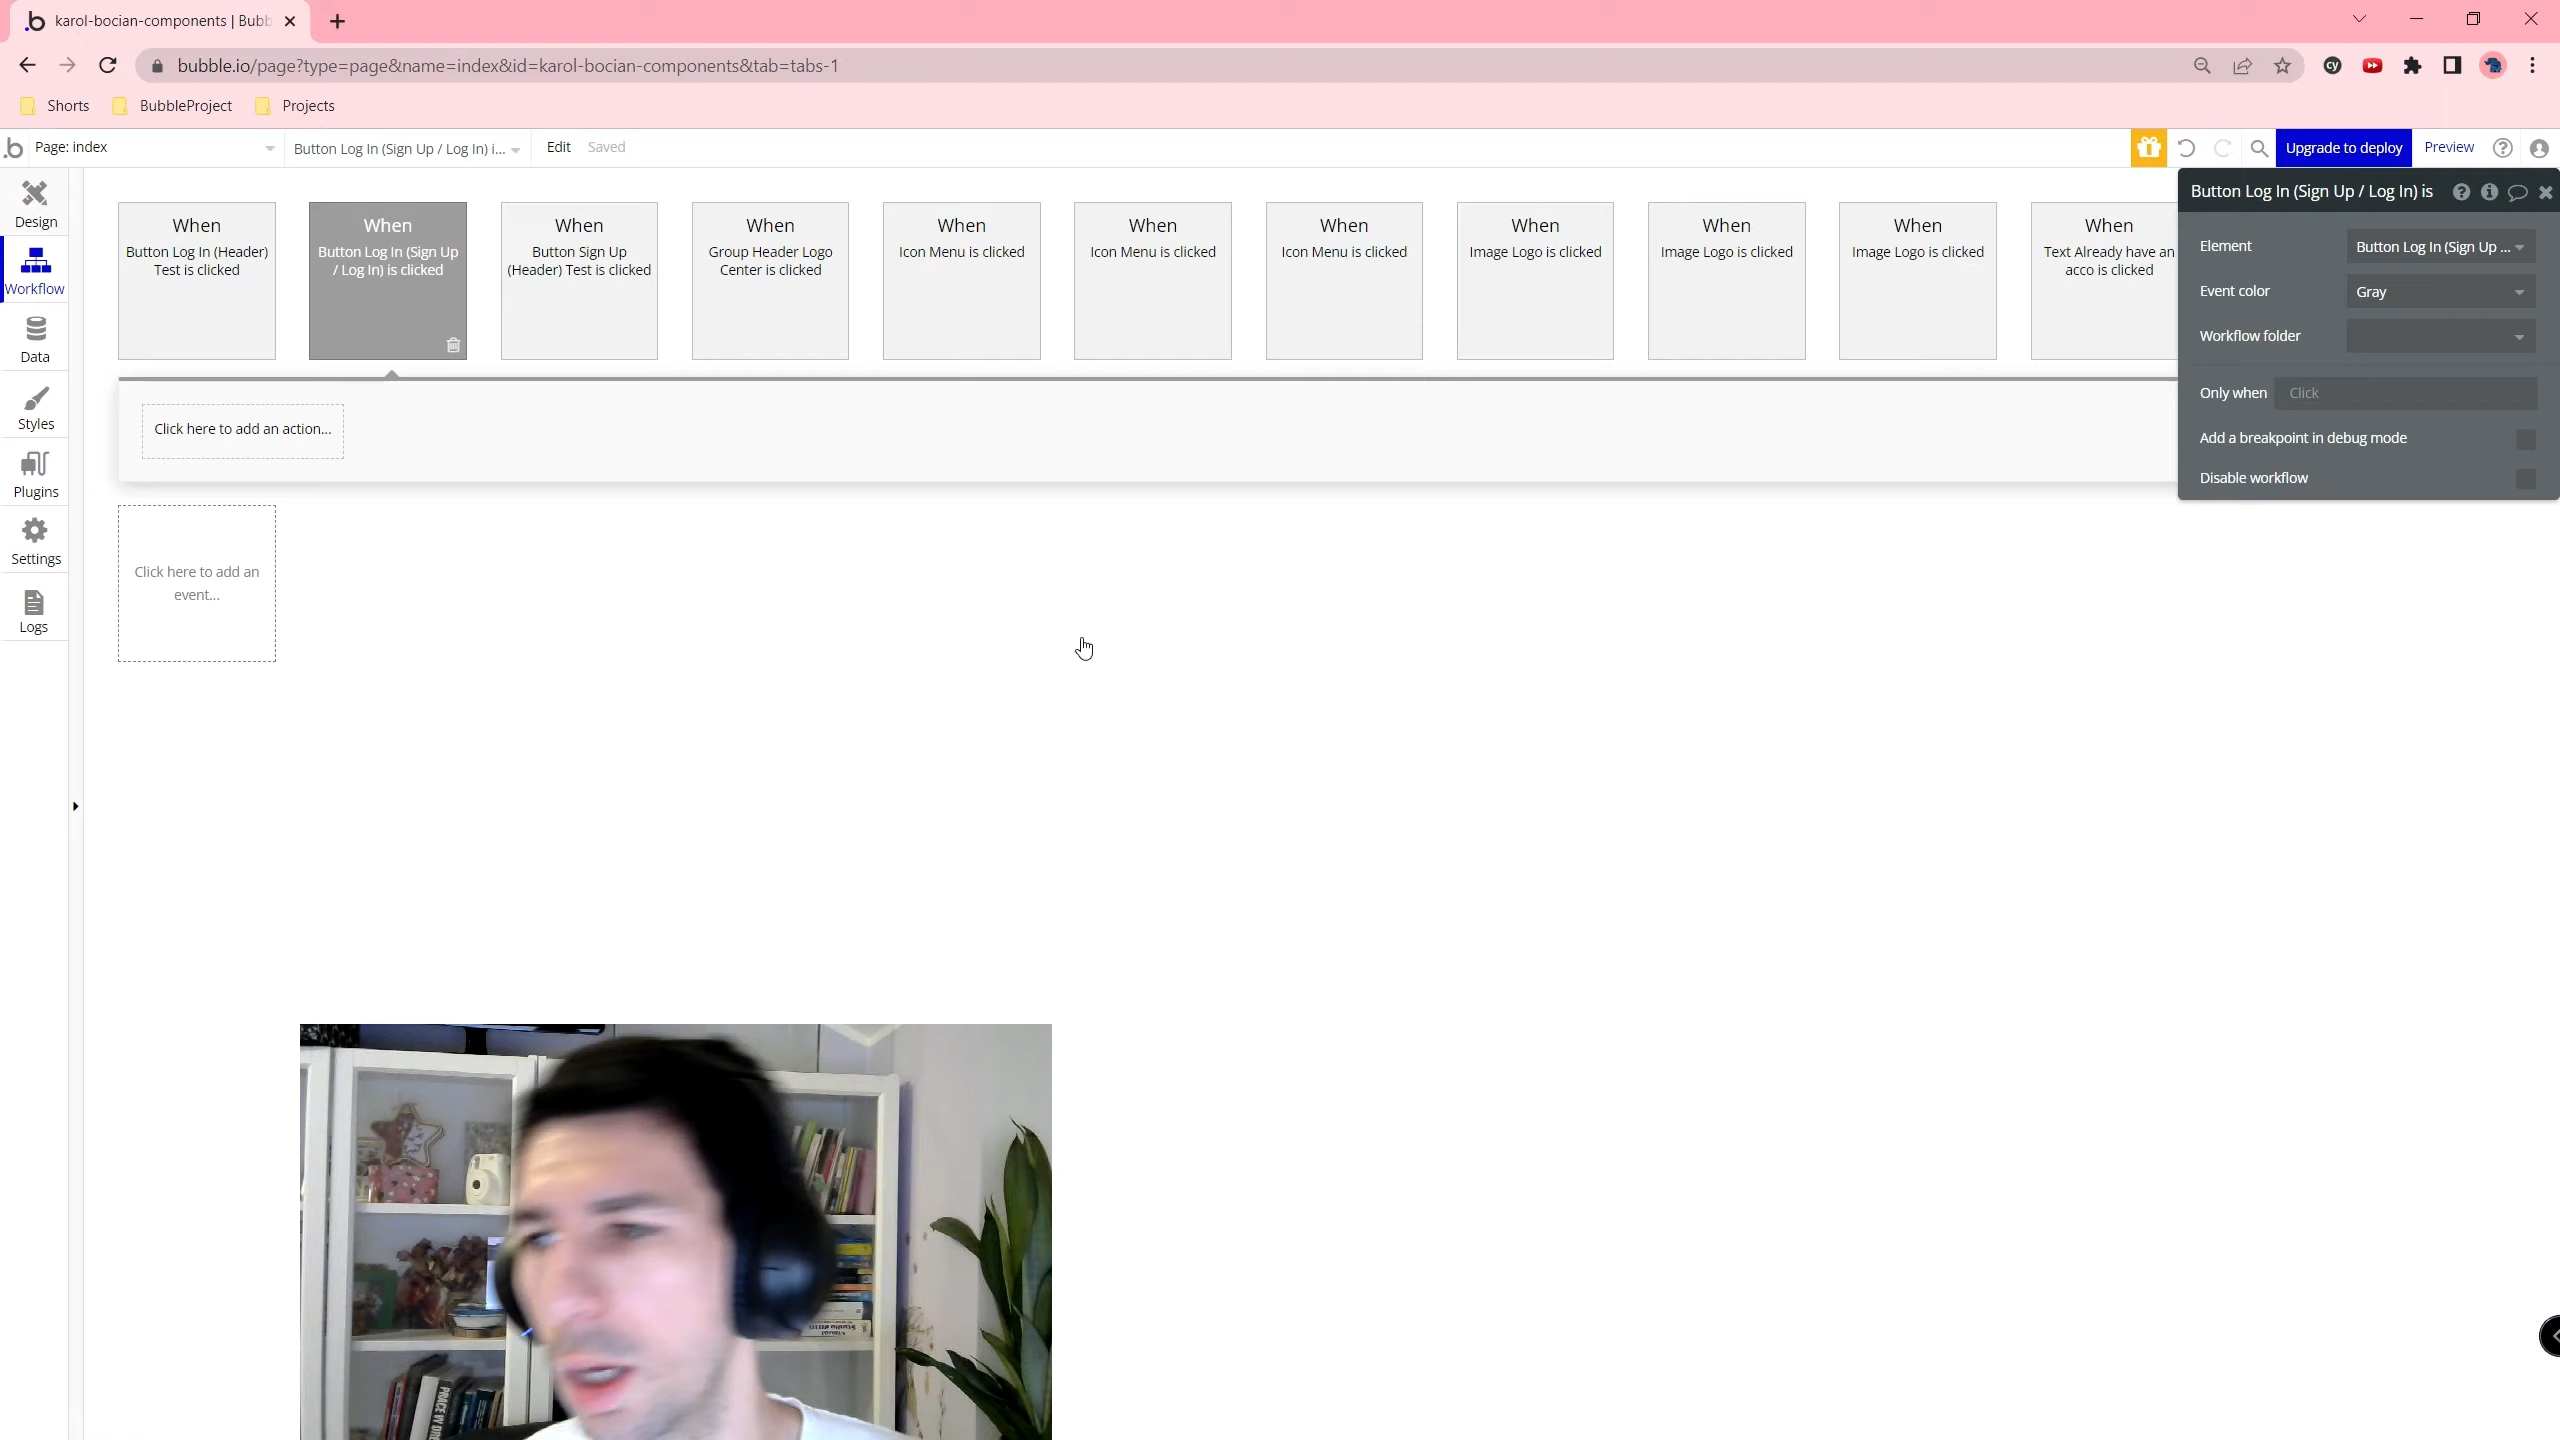 karol-bocian-components | Bubb
bubble.io/page?type=page&name=index&id=karol-bocian-components&tab=tabs-1
Shorts
BubbleProject
Projects
Page: index
Button Log In (Sign Up / Log In) i...
Edit
Saved
Upgrade to deploy
Preview
Design
Workflow
Data
Styles
Plugins
Settings
Logs
When
Button Log In (Header)
Test is clicked
When
Button Log In (Sign Up
/ Log In) is clicked
When
Button Sign Up
(Header) Test is clicked
When
Group Header Logo
Center is clicked
When
Icon Menu is clicked
When
Icon Menu is clicked
When
Icon Menu is clicked
When
Image Logo is clicked
When
Image Logo is clicked
When
Image Logo is clicked
When
Text Already have an
acco is clicked
Click here to add an action...
Click here to add an
event...
Button Log In (Sign Up / Log In) is
Element
Button Log In (Sign Up ...
Event color
Gray
Workflow folder
Only when
Click
Add a breakpoint in debug mode
Disable workflow